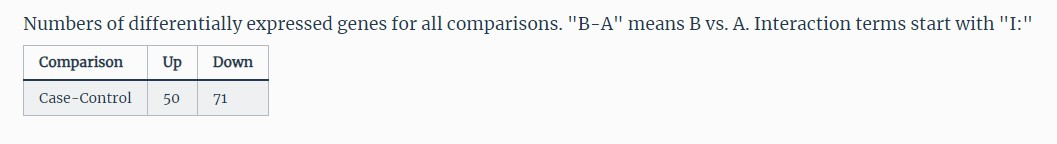 Numbers of differentially expressed genes for all comparisons. "B-A" means B vs. A. Interaction terms start with "I:"
Comparison Up Down
Case-Control 50 71